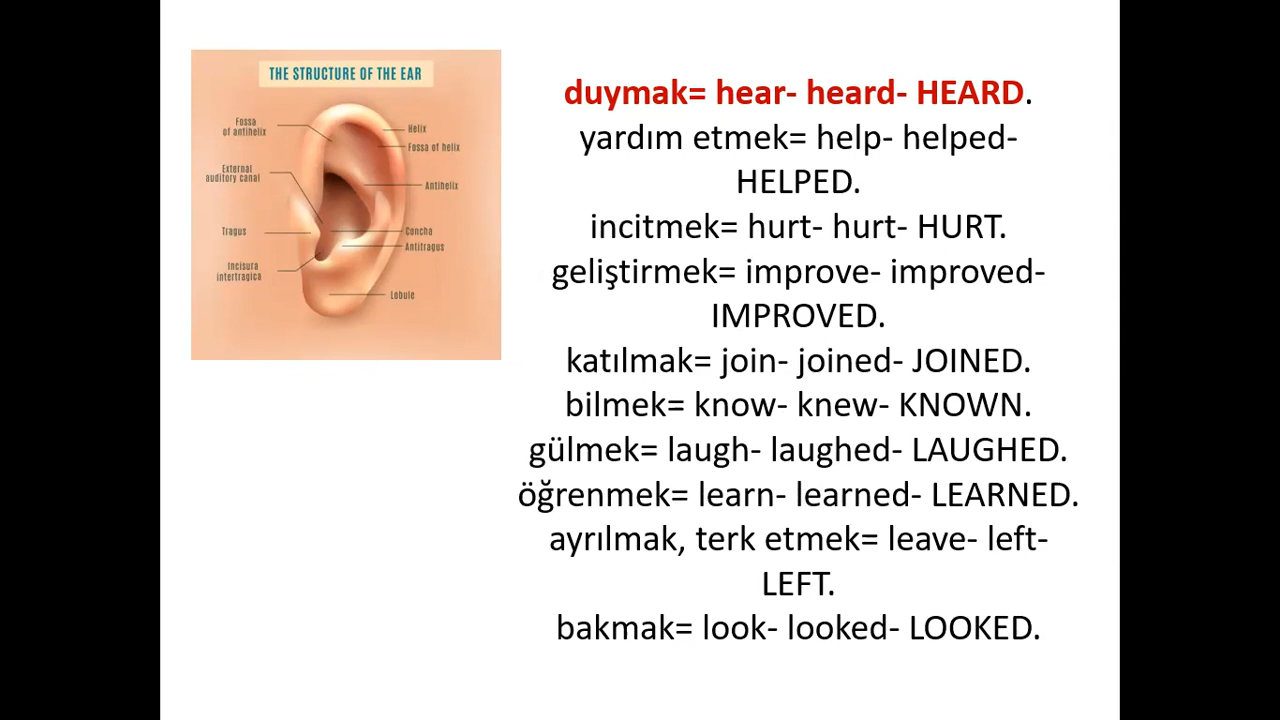 THE STRUCTURE OF THE EAR
Fossa
of antihelix
External
auditory canal
Tragus
Incisura
intertragica
Helix
Fossa of helix
Antihelix
Concha
Antitragus
Lobule
duymak= hear- heard- HEARD.
yardım etmek= help- helped-
HELPED.
incitmek= hurt- hurt- HURT.
geliştirmek= improve- improved-
IMPROVED.
katılmak= join- joined- JOINED.
bilmek= know- knew- KNOWN.
gülmek= laugh- laughed- LAUGHED.
öğrenmek= learn- learned- LEARNED.
ayrılmak, terk etmek= leave- left-
LEFT.
bakmak= look- looked- LOOKED.